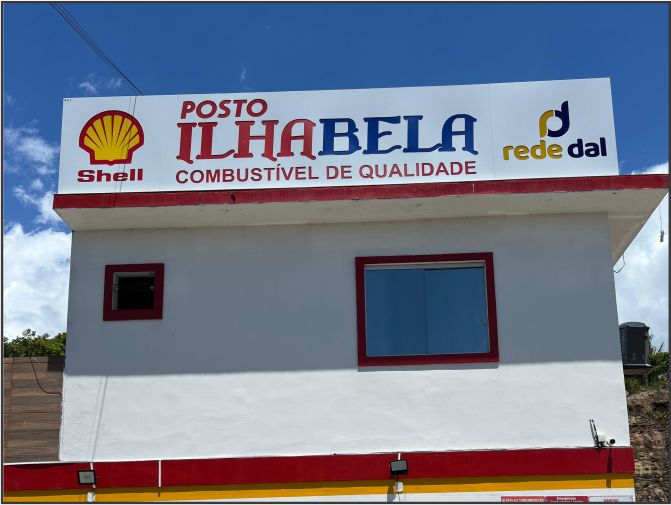 Shell
POSTO
ILHABELA
COMBUSTÍVEL DE QUALIDADE
rede dal